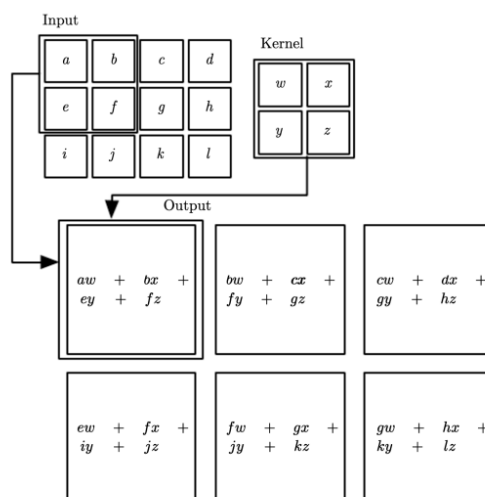 Input
a b c d
Kernel
w x
e f g h
y z
i j k l
Output
aw + bx +
ey + fz
bw + cx +
fy + gz
cw + dx +
gy + hz
ew + fx +
iy + jz
fw + gx +
jy + kz
gw + hx +
ky + lz